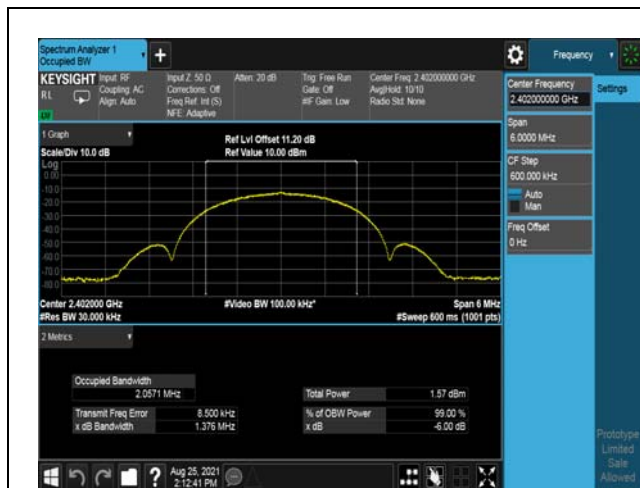 Spectrum Analyzer 1
Occupied BW
+
Frequency
KEYSIGHT Input: RF
RL
Coupling: AC
Align: Auto
Input Z: 50 Ω
Corrections: Off
Freq Ref: Int (S)
NFE: Adaptive
Atten: 20 dB
Trig: Free Run
Gate: Off
#IF Gain: Low
Center Freq: 2.402000000 GHz
Avg|Hold: 10/10
Radio Std: None
Center Frequency
2.402000000 GHz
Settings
Span
6.0000 MHz
CF Step
600.000 kHz
Auto
Man
Freq Offset
0 Hz
1 Graph
Scale/Div 10.0 dB
Ref Lvl Offset 11.20 dB
Ref Value 10.00 dBm
Log
0.00
-10.0
-20.0
-30.0
-40.0
-50.0
-60.0
-70.0
-80.0
Center 2.402000 GHz
#Res BW 30.000 kHz
#Video BW 100.00 kHz*
Span 6 MHz
#Sweep 600 ms (1001 pts)
2 Metrics
Occupied Bandwidth
2.0571 MHz
Total Power 1.57 dBm
Transmit Freq Error 8.500 kHz
% of OBW Power 99.00 %
x dB Bandwidth 1.376 MHz
x dB -6.00 dB
Prototype
Limited
Sale
Allowed
?
Aug 25, 2021
2:12:41 PM